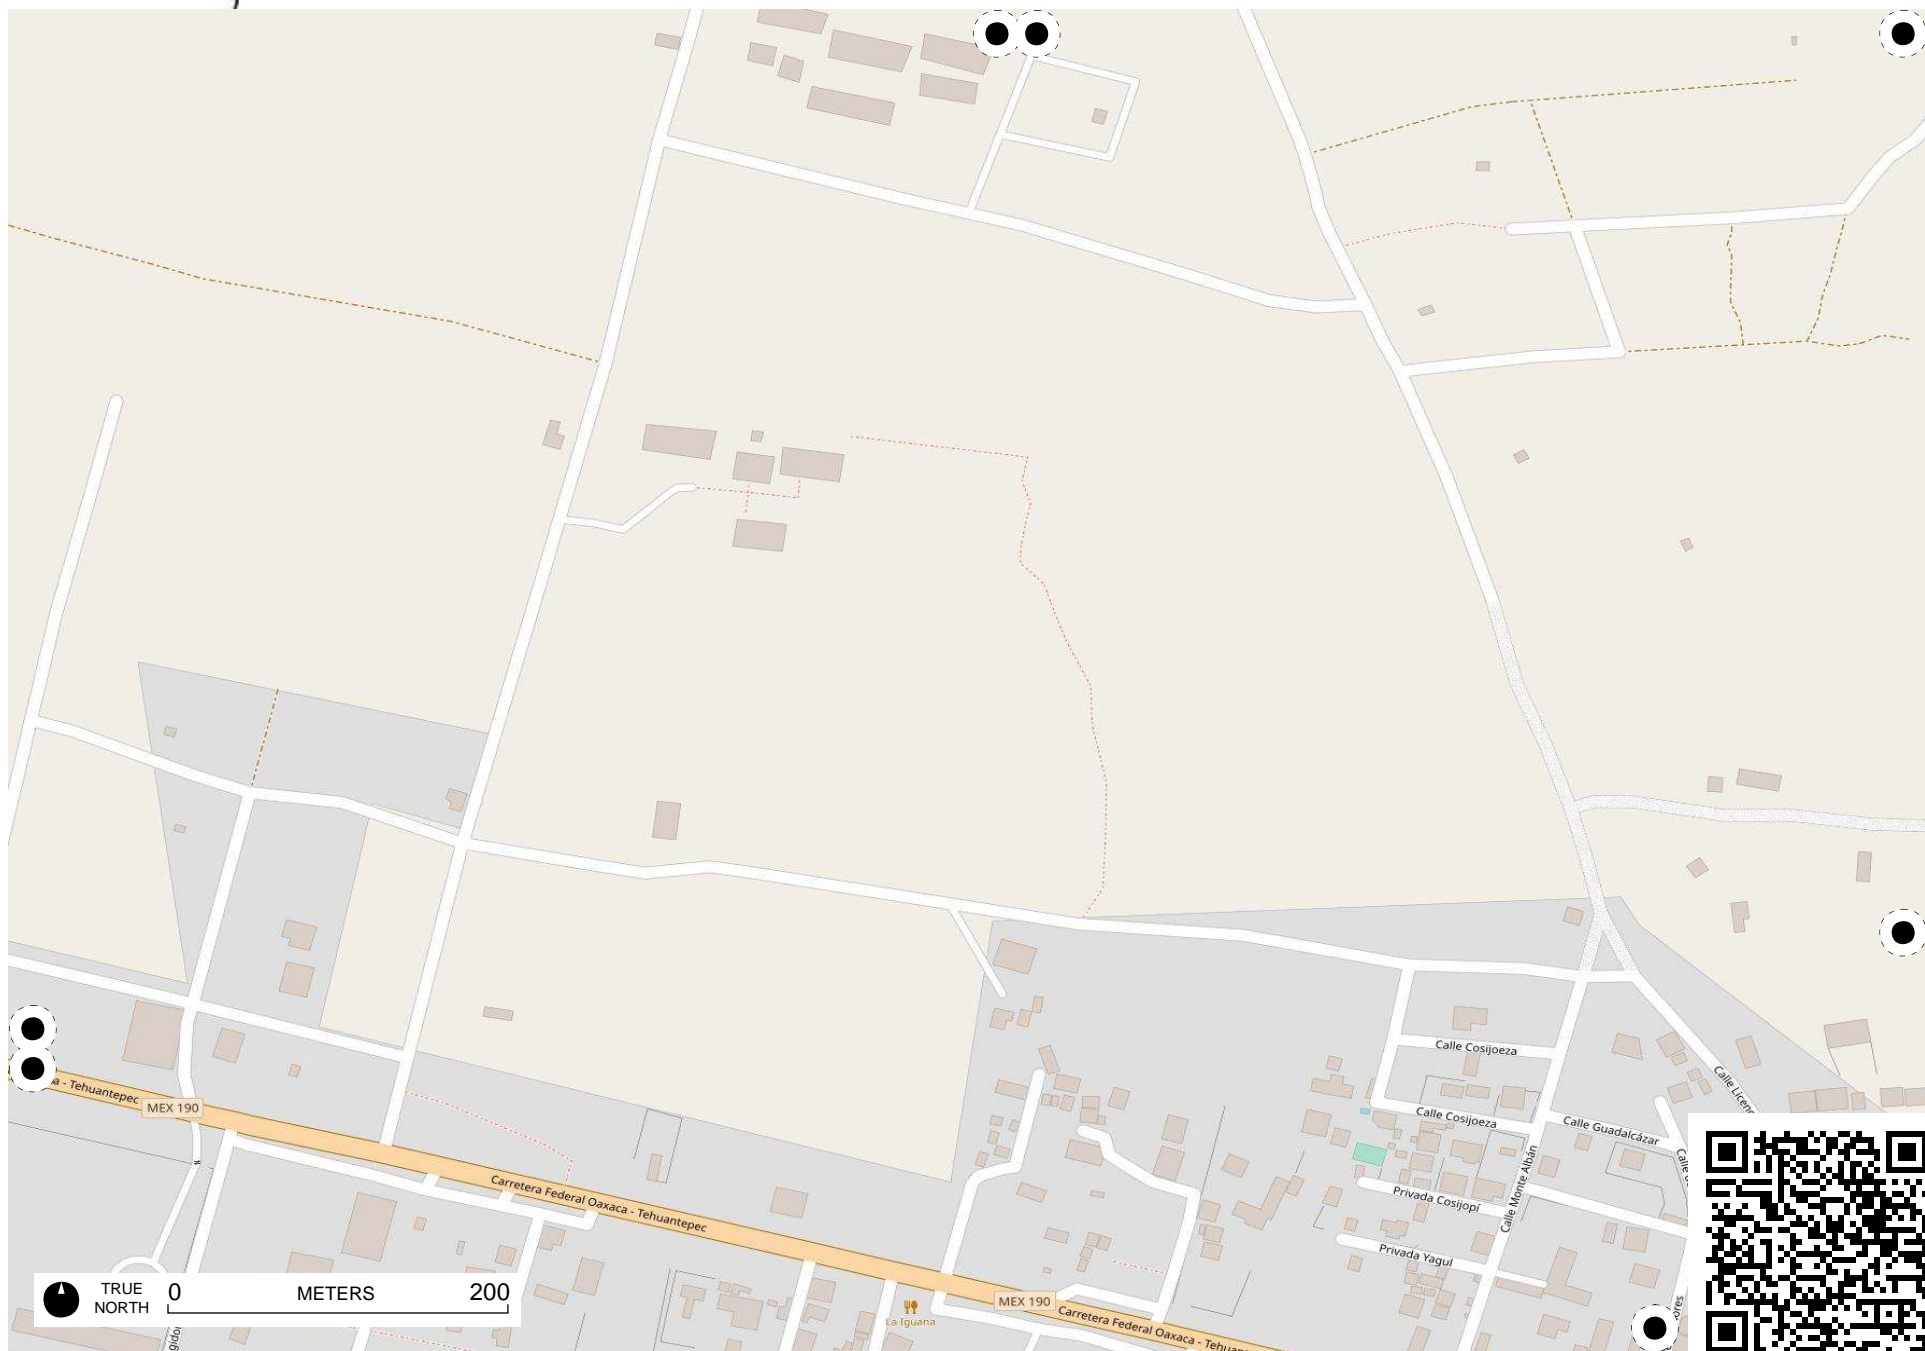 Calle Cosijoeza
Calle Cosijoeza
Calle Guadalcázar
Calle Monte Albán
Privada Cosijopí
Privada Yagul
- Tehuantepec
MEX 190
Carretera Federal Oaxaca - Tehuantepec
MEX 190
Carretera Federal Oaxaca -
La Iguana
TRUE
NORTH
0 METERS 200